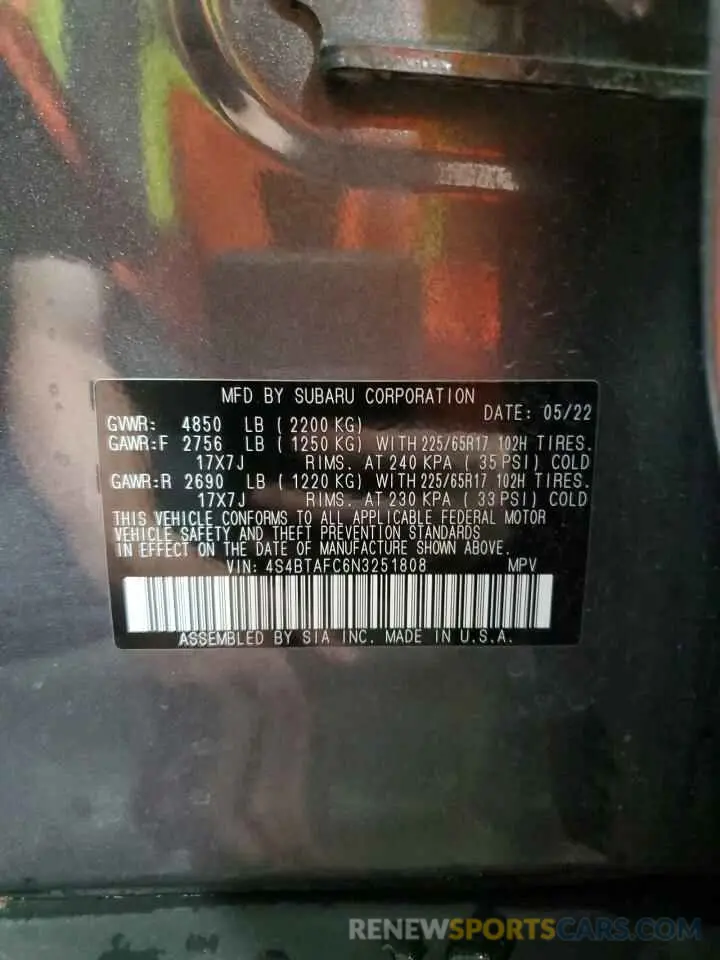 MFD BY SUBARU CORPORATION
DATE: 05/22
GVWR: 4850 LB ( 2200 KG)
GAWR:F 2756 LB ( 1250 KG) WITH 225/65R17 102H TIRES.
17X7J RIMS. AT 240 KPA ( 35 PSI) COLD
GAWR:R 2690 LB ( 1220 KG) WITH 225/65R17 102H TIRES.
17X7J RIMS. AT 230 KPA ( 33 PSI) COLD
THIS VEHICLE CONFORMS TO ALL APPLICABLE FEDERAL MOTOR
VEHICLE SAFETY AND THEFT PREVENTION STANDARDS
IN EFFECT ON THE DATE OF MANUFACTURE SHOWN ABOVE.
VIN: 4S4BTAFC6N3251808 MPV
ASSEMBLED BY SIA INC. MADE IN U.S.A.
RENEWSPORTSCARS.COM